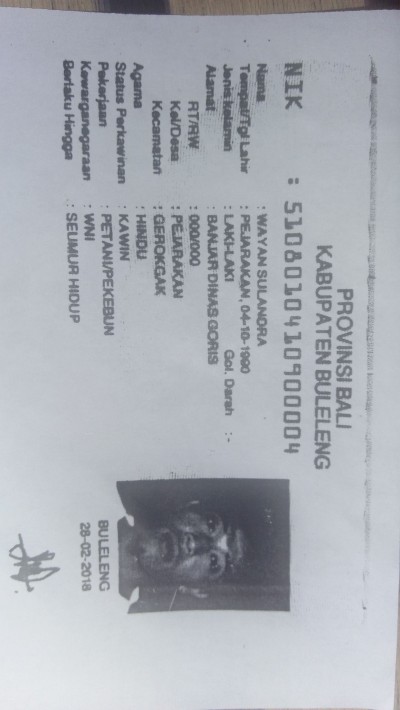 PROVINSI BALI
KABUPATEN BULELENG
NIK : 5108010410900004
Nama : WAYAN SULANDRA
Tempat/Tgl Lahir : PEJARAKAN, 04-10-1990
Jenis kelamin : LAKI-LAKI Gol. Darah :-
Alamat : BANJAR DINAS GORIS
RT/RW : 000/000
Kel/Desa : PEJARAKAN
Kecamatan : GEROKGAK
Agama : HINDU
Status Perkawinan : KAWIN
Pekerjaan : PETANI/PEKEBUN
Kewarganegaraan : WNI
Berlaku Hingga : SEUMUR HIDUP
BULELENG
28-02-2018